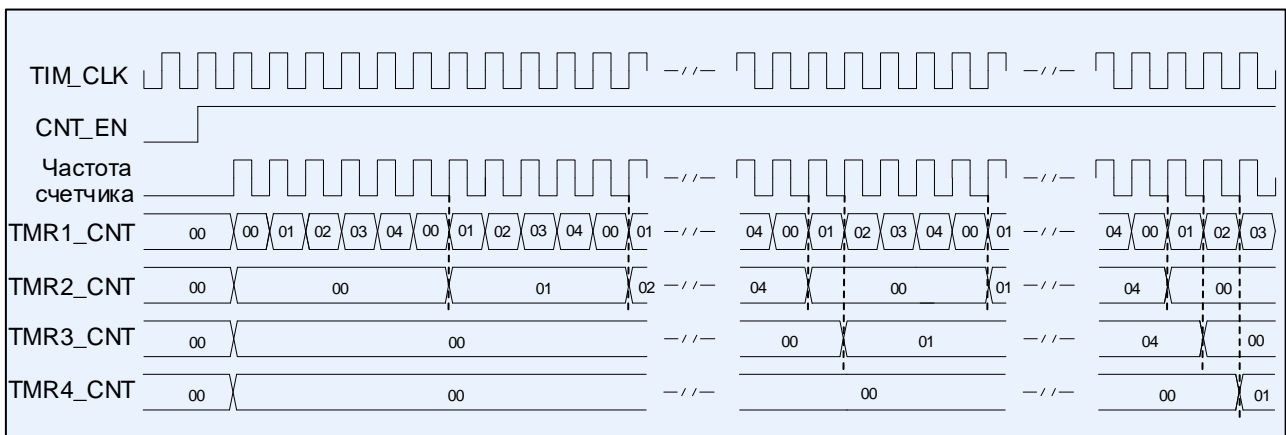 TIM_CLK
CNT_EN
Частота
счетчика
TMR1_CNT 00 00 01 02 03 04 00 01 02 03 04 00 01 04 00 01 02 03 04 00 01 04 00 01 02 03
TMR2_CNT 00 00 01 02 04 00 01 04 00
TMR3_CNT 00 00 00 01 04 00
TMR4_CNT 00 00 00 00 01